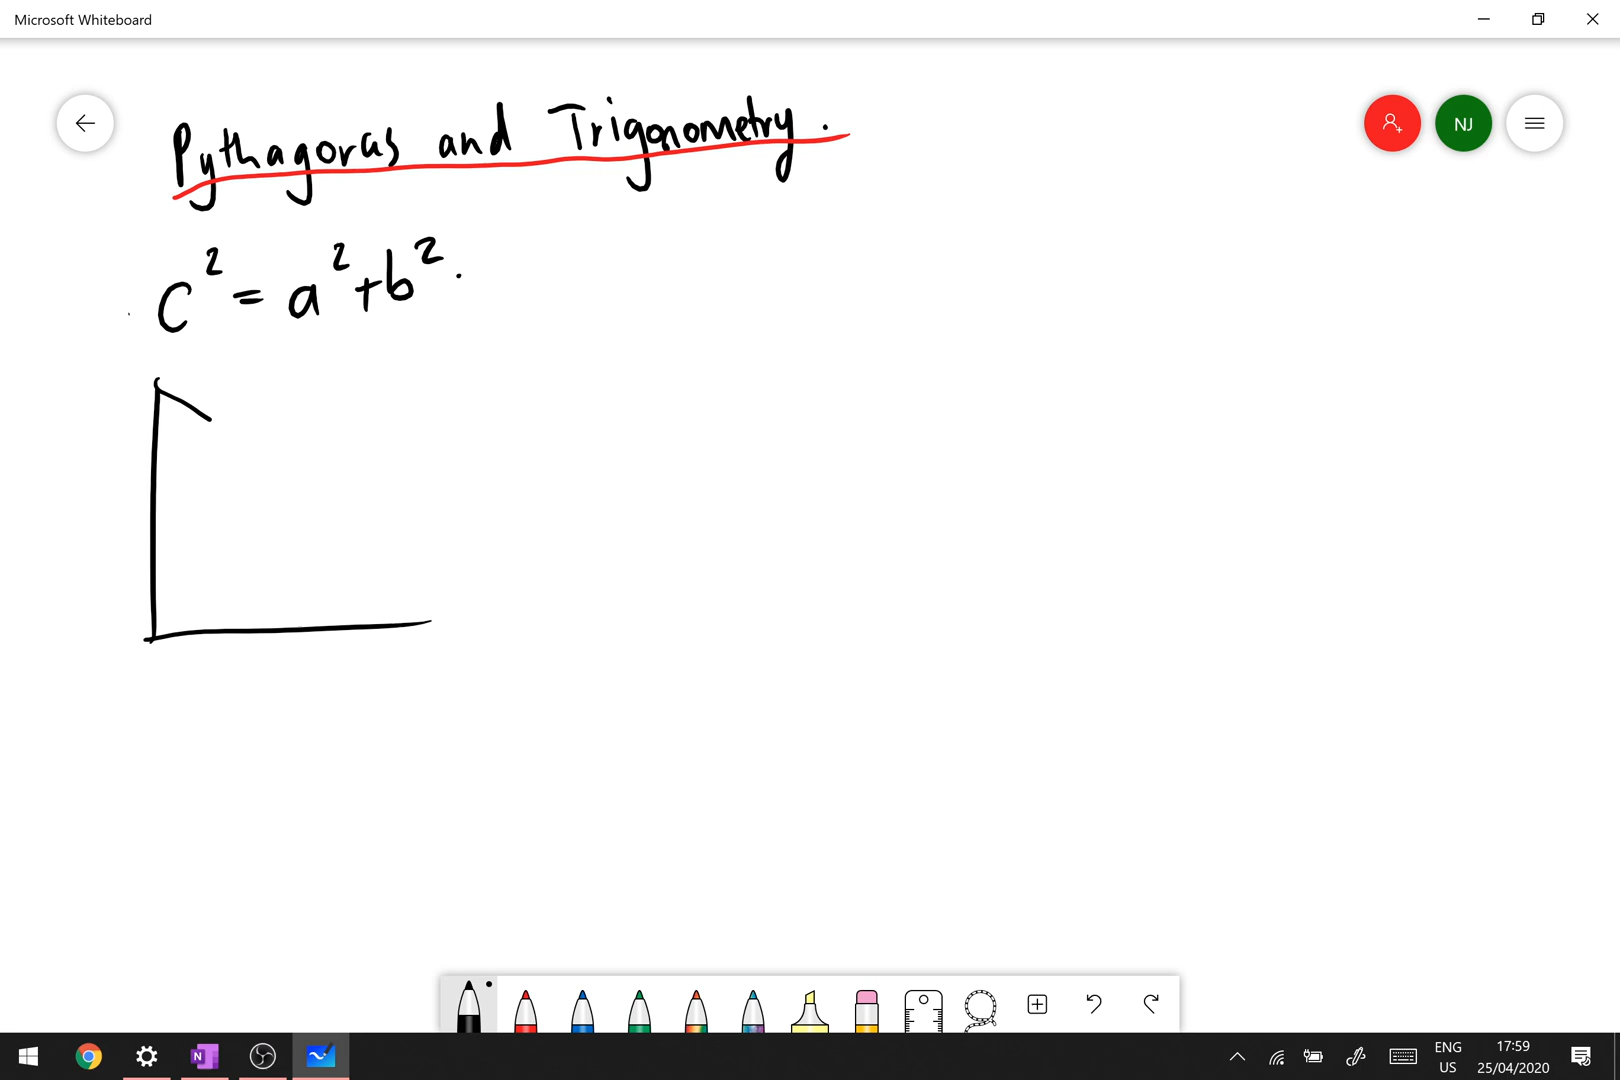 Microsoft Whiteboard
Pythagoras and Trigonometry.
NJ
c² = a² + b².
N
ENG
US
17:59
25/04/2020